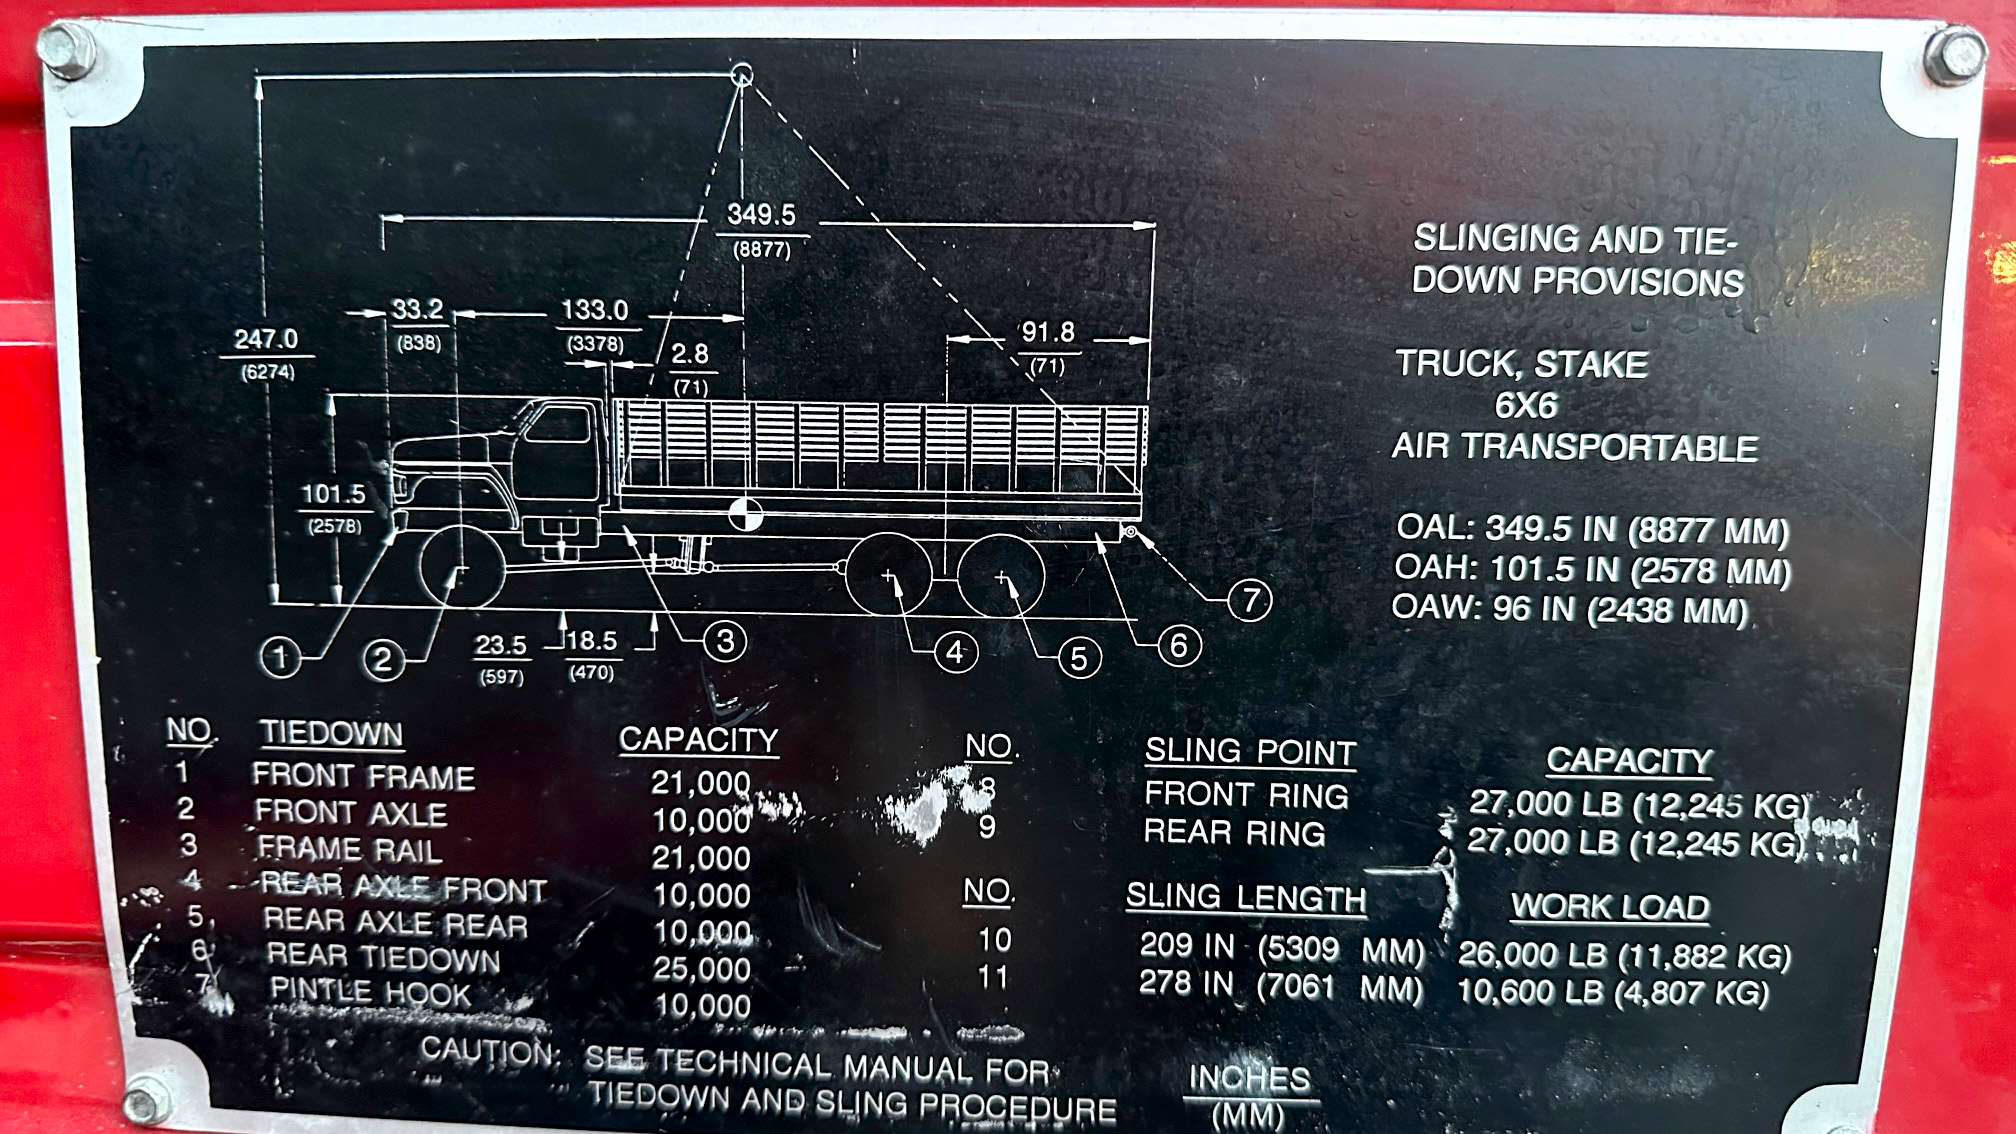 349.5
(8877)
33.2
(838)
133.0
(3378)
2.8
(71)
91.8
(71)
247.0
(6274)
101.5
(2578)
23.5
(597)
18.5
(470)
1
2
3
4
5
6
7
SLINGING AND TIE-
DOWN PROVISIONS
TRUCK, STAKE
6X6
AIR TRANSPORTABLE
OAL: 349.5 IN (8877 MM)
OAH: 101.5 IN (2578 MM)
OAW: 96 IN (2438 MM)
NO. TIEDOWN CAPACITY
1 FRONT FRAME 21,000
2 FRONT AXLE 10,000
3 FRAME RAIL 21,000
4 REAR AXLE FRONT 10,000
5 REAR AXLE REAR 10,000
6 REAR TIEDOWN 25,000
7 PINTLE HOOK 10,000
NO. SLING POINT CAPACITY
8 FRONT RING 27,000 LB (12,245 KG)
9 REAR RING 27,000 LB (12,245 KG)
NO. SLING LENGTH WORK LOAD
10 209 IN (5309 MM) 26,000 LB (11,882 KG)
11 278 IN (7061 MM) 10,600 LB (4,807 KG)
CAUTION: SEE TECHNICAL MANUAL FOR
TIEDOWN AND SLING PROCEDURE
INCHES
(MM)